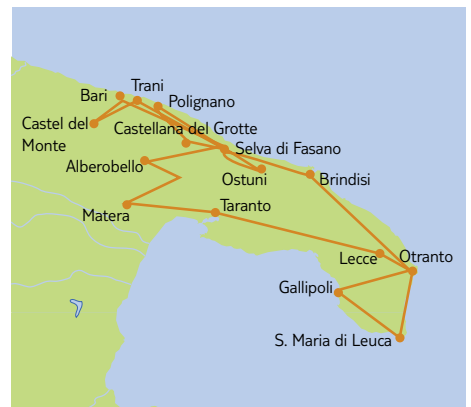 Trani
Bari
Polignano
Castel del
Monte
Castellana del Grotte
Selva di Fasano
Alberobello
Ostuni
Brindisi
Matera
Taranto
Lecce
Otranto
Gallipoli
S. Maria di Leuca